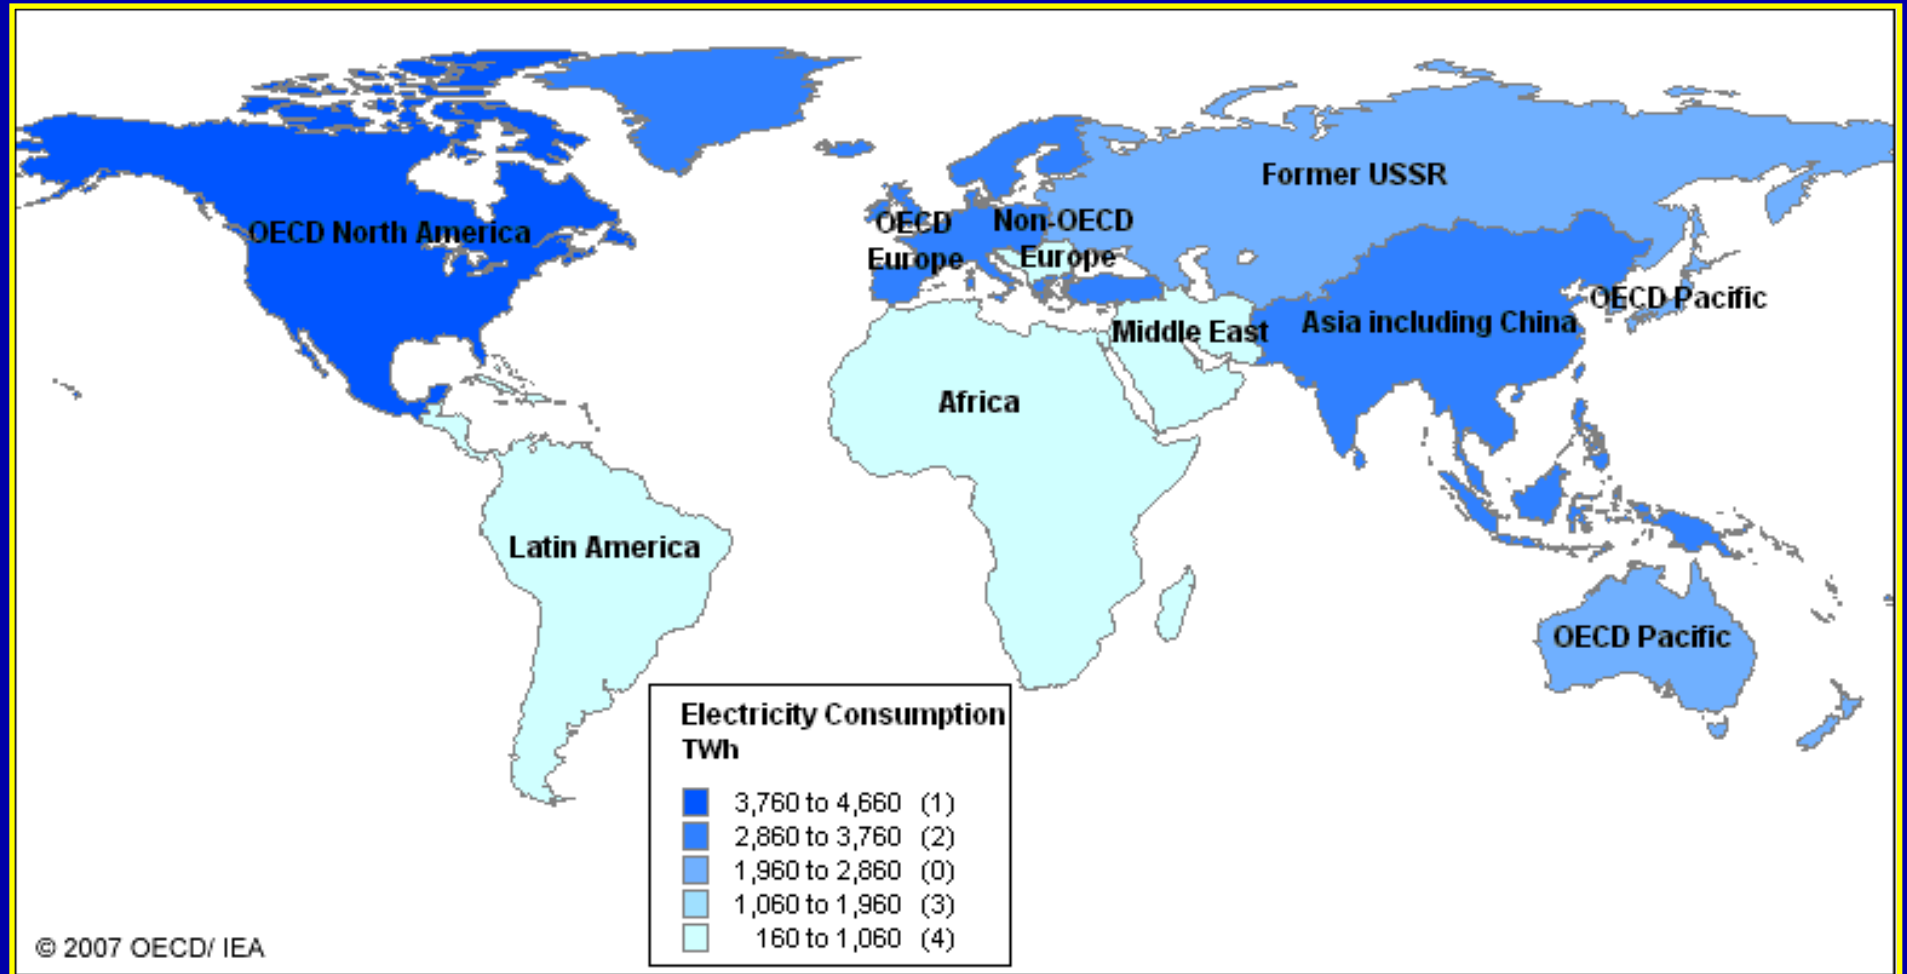 Former USSR
OECD North America
OECD
Europe
Non-OECD
Europe
OECD Pacific
Asia including China
Middle East
Africa
Latin America
OECD Pacific
Electricity Consumption
TWh
3,760 to 4,660 (1)
2,860 to 3,760 (2)
1,960 to 2,860 (0)
1,060 to 1,960 (3)
160 to 1,060 (4)
© 2007 OECD/ IEA